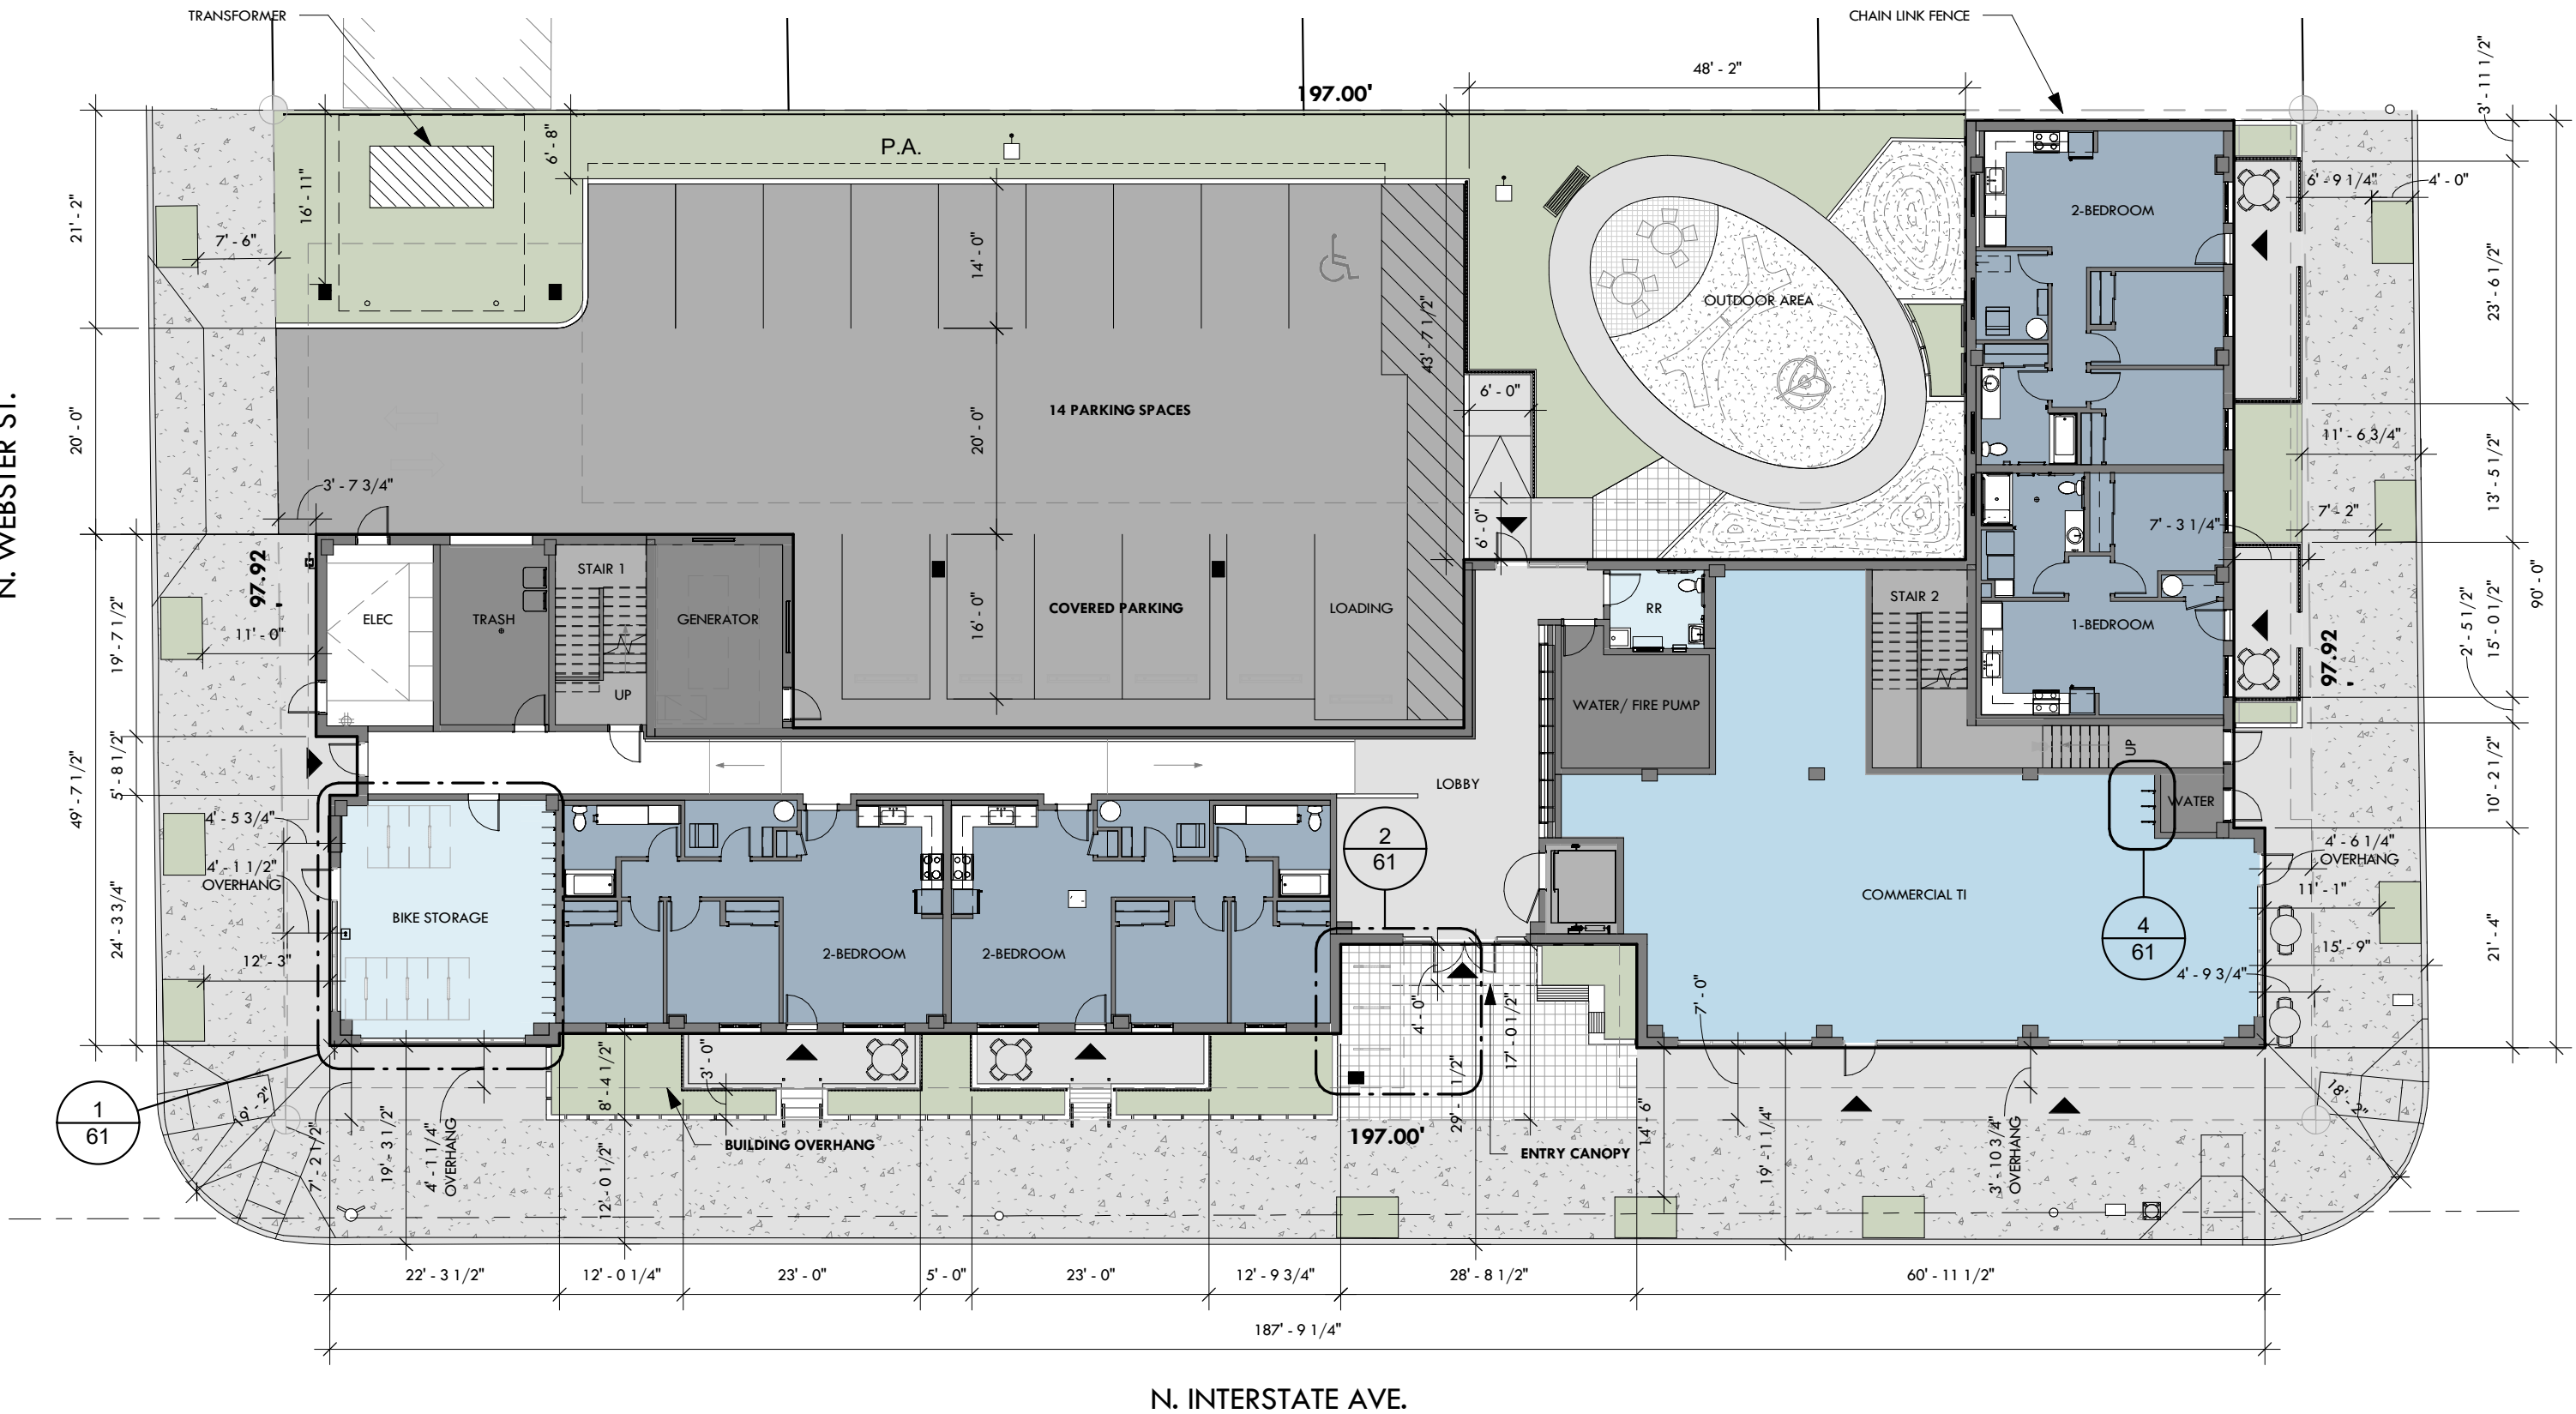 TRANSFORMER
CHAIN LINK FENCE
48' - 2"
3' - 11 1/2"
197.00'
P.A.
6' - 8"
16' - 11"
21' - 2"
7' - 6"
14' - 0"
43' - 7 1/2"
OUTDOOR AREA
2-BEDROOM
6' - 9 1/4"
4' - 0"
23' - 6 1/2"
N. WEBSTER ST.
20' - 0"
20' - 0"
14 PARKING SPACES
6' - 0"
11' - 6 3/4"
13' - 5 1/2"
3' - 7 3/4"
7' - 2"
7' - 3 1/4"
6' - 0"
97.92'
STAIR 1
ELEC
TRASH
GENERATOR
UP
11' - 0"
19' - 7 1/2"
16' - 0"
COVERED PARKING
LOADING
RR
STAIR 2
1-BEDROOM
97.92'
2' - 5 1/2"
15' - 0 1/2"
90' - 0"
WATER/ FIRE PUMP
UP
49' - 7 1/2"
5' - 8 1/2"
LOBBY
10' - 2 1/2"
WATER
4' - 5 3/4"
4' - 1 1/2"
OVERHANG
2
61
4' - 6 1/4"
OVERHANG
24' - 3 3/4"
BIKE STORAGE
COMMERCIAL TI
11' - 1"
12' - 3"
2-BEDROOM
2-BEDROOM
4
61
15' - 9"
4' - 9 3/4"
21' - 4"
4' - 0"
17' - 0 1/2"
7' - 0"
1
61
19' - 2"
7' - 2 1/2"
19' - 3 1/2"
4' - 1 1/4"
OVERHANG
8' - 4 1/2"
3' - 0"
12' - 0 1/2"
BUILDING OVERHANG
197.00'
29' - 1/2"
ENTRY CANOPY
14' - 6"
19' - 1 1/4"
3' - 10 3/4"
OVERHANG
18' - 2"
22' - 3 1/2"
12' - 0 1/4"
23' - 0"
5' - 0"
23' - 0"
12' - 9 3/4"
28' - 8 1/2"
60' - 11 1/2"
187' - 9 1/4"
N. INTERSTATE AVE.